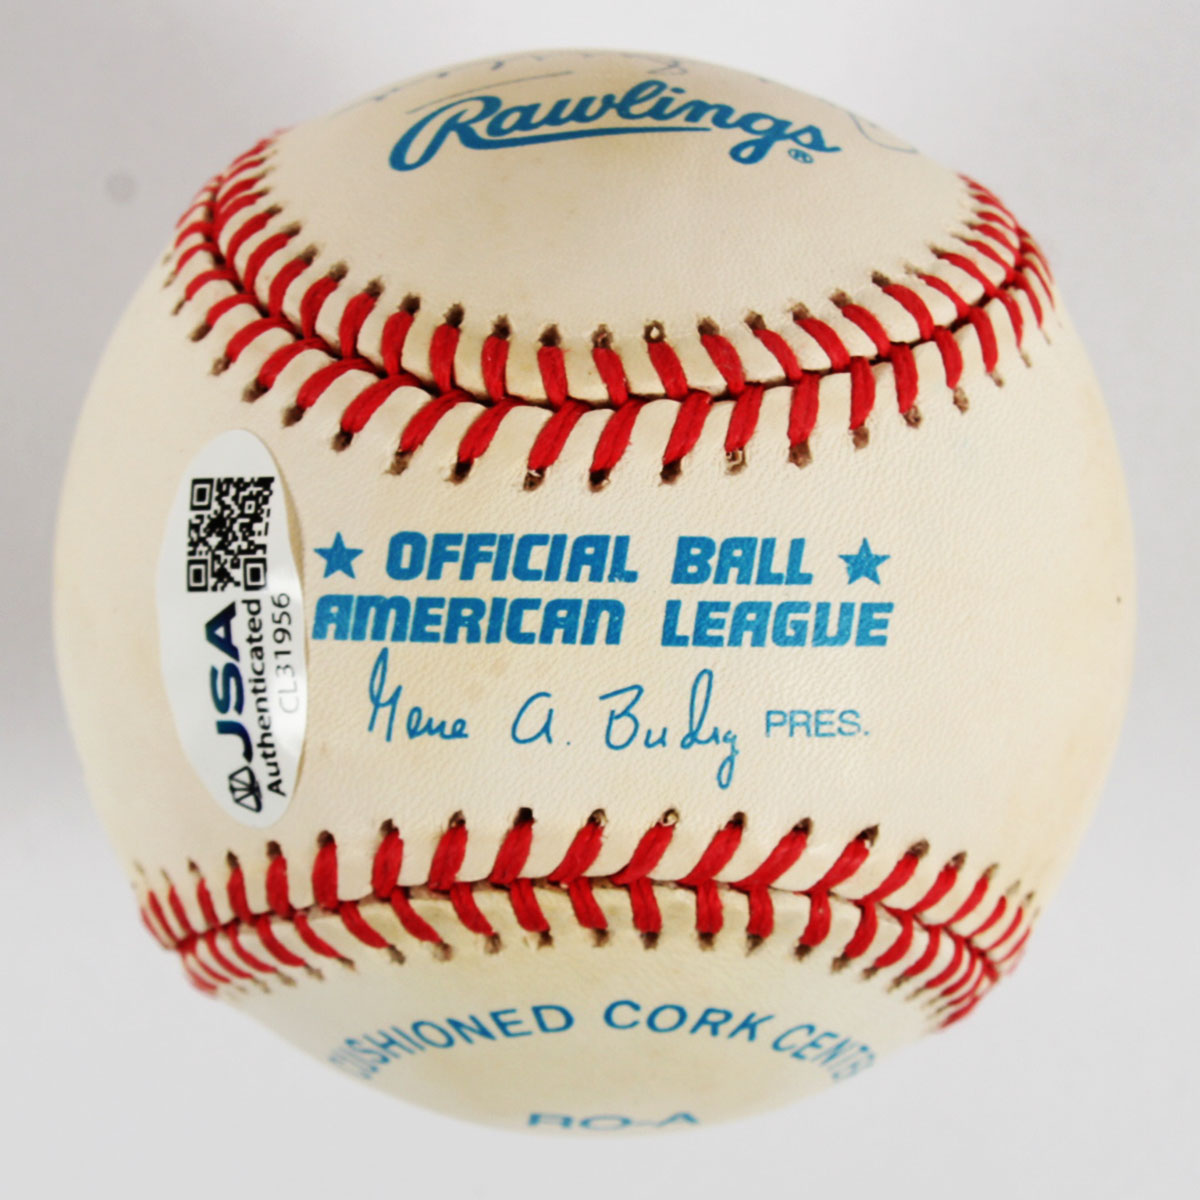 Rawlings®
★ OFFICIAL BALL ★
AMERICAN LEAGUE
Gene A. Budig PRES.
CUSHIONED CORK CENTER
RO-A
JSA
Authenticated
CL31956